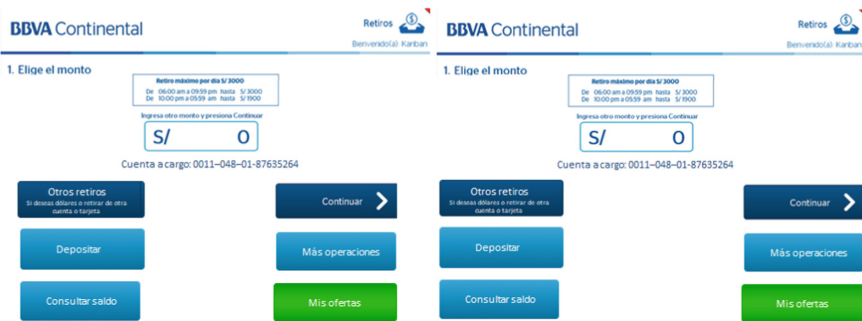 BBVA Continental
Retiros
Bienvenido(a): Kanban
1. Elige el monto
Retiro máximo por día S/ 3000
De 06:00 am a 09:59 pm hasta S/ 3000
De 10:00 pm a 05:59 am hasta S/ 1900
Ingresa otro monto y presiona Continuar
S/ 0
Cuenta a cargo: 0011–048–01-87635264
Otros retiros
Si deseas dólares o retirar de otra
cuenta o tarjeta
Continuar
Depositar
Más operaciones
Consultar saldo
Mis ofertas
BBVA Continental
Retiros
Bienvenido(a): Kanban
1. Elige el monto
Retiro máximo por día S/ 3000
De 06:00 am a 09:59 pm hasta S/ 3000
De 10:00 pm a 05:59 am hasta S/ 1900
Ingresa otro monto y presiona Continuar
S/ 0
Cuenta a cargo: 0011–048–01-87635264
Otros retiros
Si deseas dólares o retirar de otra
cuenta o tarjeta
Continuar
Depositar
Más operaciones
Consultar saldo
Mis ofertas